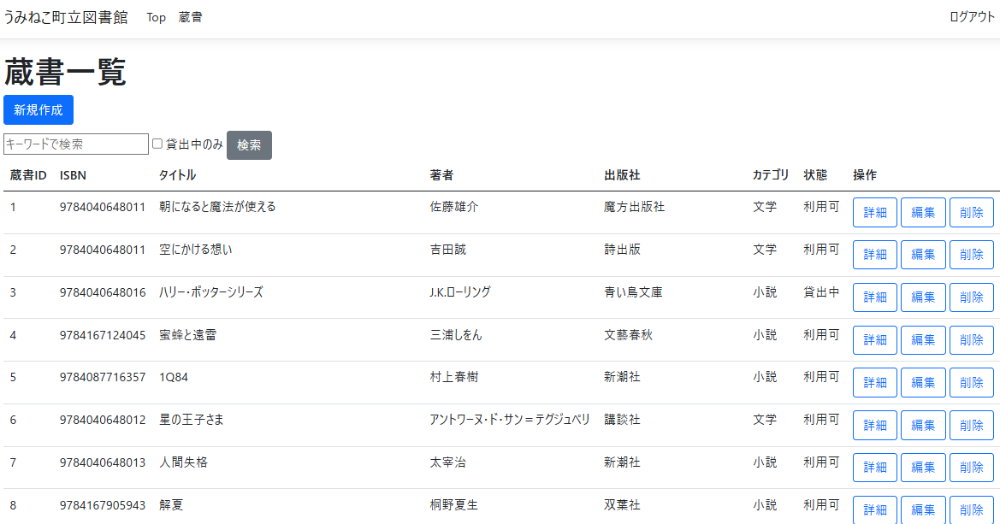 うみねこ町立図書館 Top 蔵書 ログアウト
蔵書一覧
新規作成
キーワードで検索 貸出中のみ 検索
蔵書ID ISBN タイトル 著者 出版社 カテゴリ 状態 操作
1 9784040648011 朝になると魔法が使える 佐藤雄介 魔方出版社 文学 利用可 詳細 編集 削除
2 9784040648011 空にかける想い 吉田誠 詩出版 文学 利用可 詳細 編集 削除
3 9784040648016 ハリー・ポッターシリーズ J.K.ローリング 青い鳥文庫 小説 貸出中 詳細 編集 削除
4 9784167124045 蜜蜂と遠雷 三浦しをん 文藝春秋 小説 利用可 詳細 編集 削除
5 9784087716357 1Q84 村上春樹 新潮社 小説 利用可 詳細 編集 削除
6 9784040648012 星の王子さま アントワーヌ・ド・サン＝テグジュペリ 講談社 文学 利用可 詳細 編集 削除
7 9784040648013 人間失格 太宰治 新潮社 小説 利用可 詳細 編集 削除
8 9784167905943 解夏 桐野夏生 双葉社 小説 利用可 詳細 編集 削除